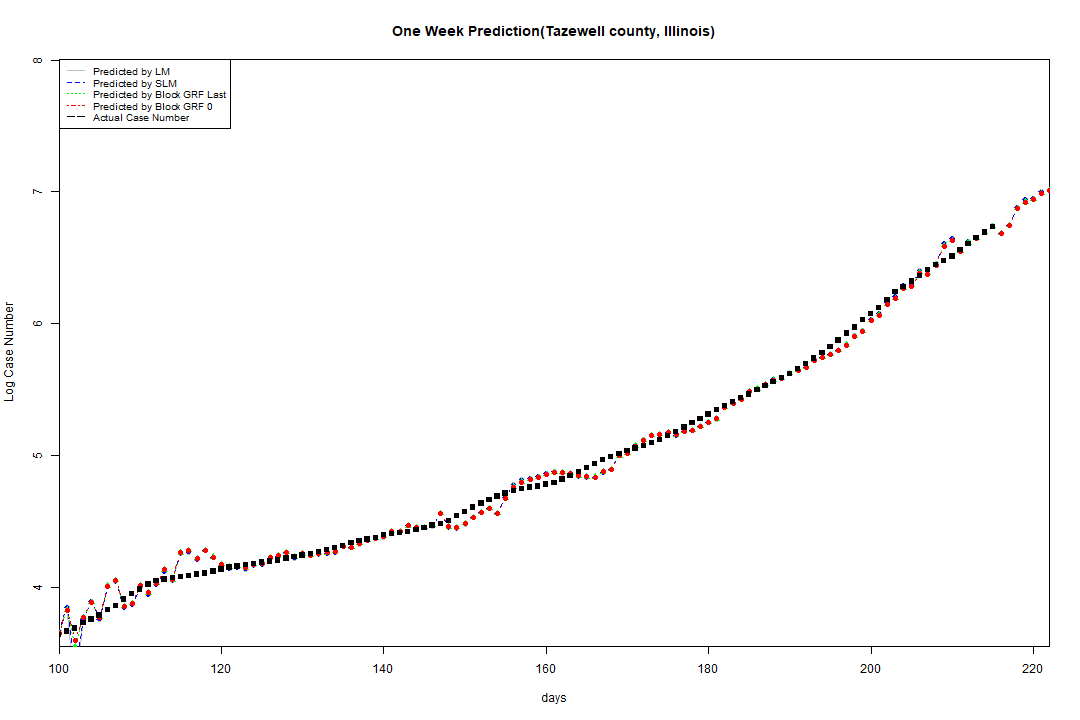 One Week Prediction(Tazewell county, Illinois)
Predicted by LM
Predicted by SLM
Predicted by Block GRF Last
Predicted by Block GRF 0
Actual Case Number
8
7
6
5
4
Log Case Number
100 120 140 160 180 200 220
days